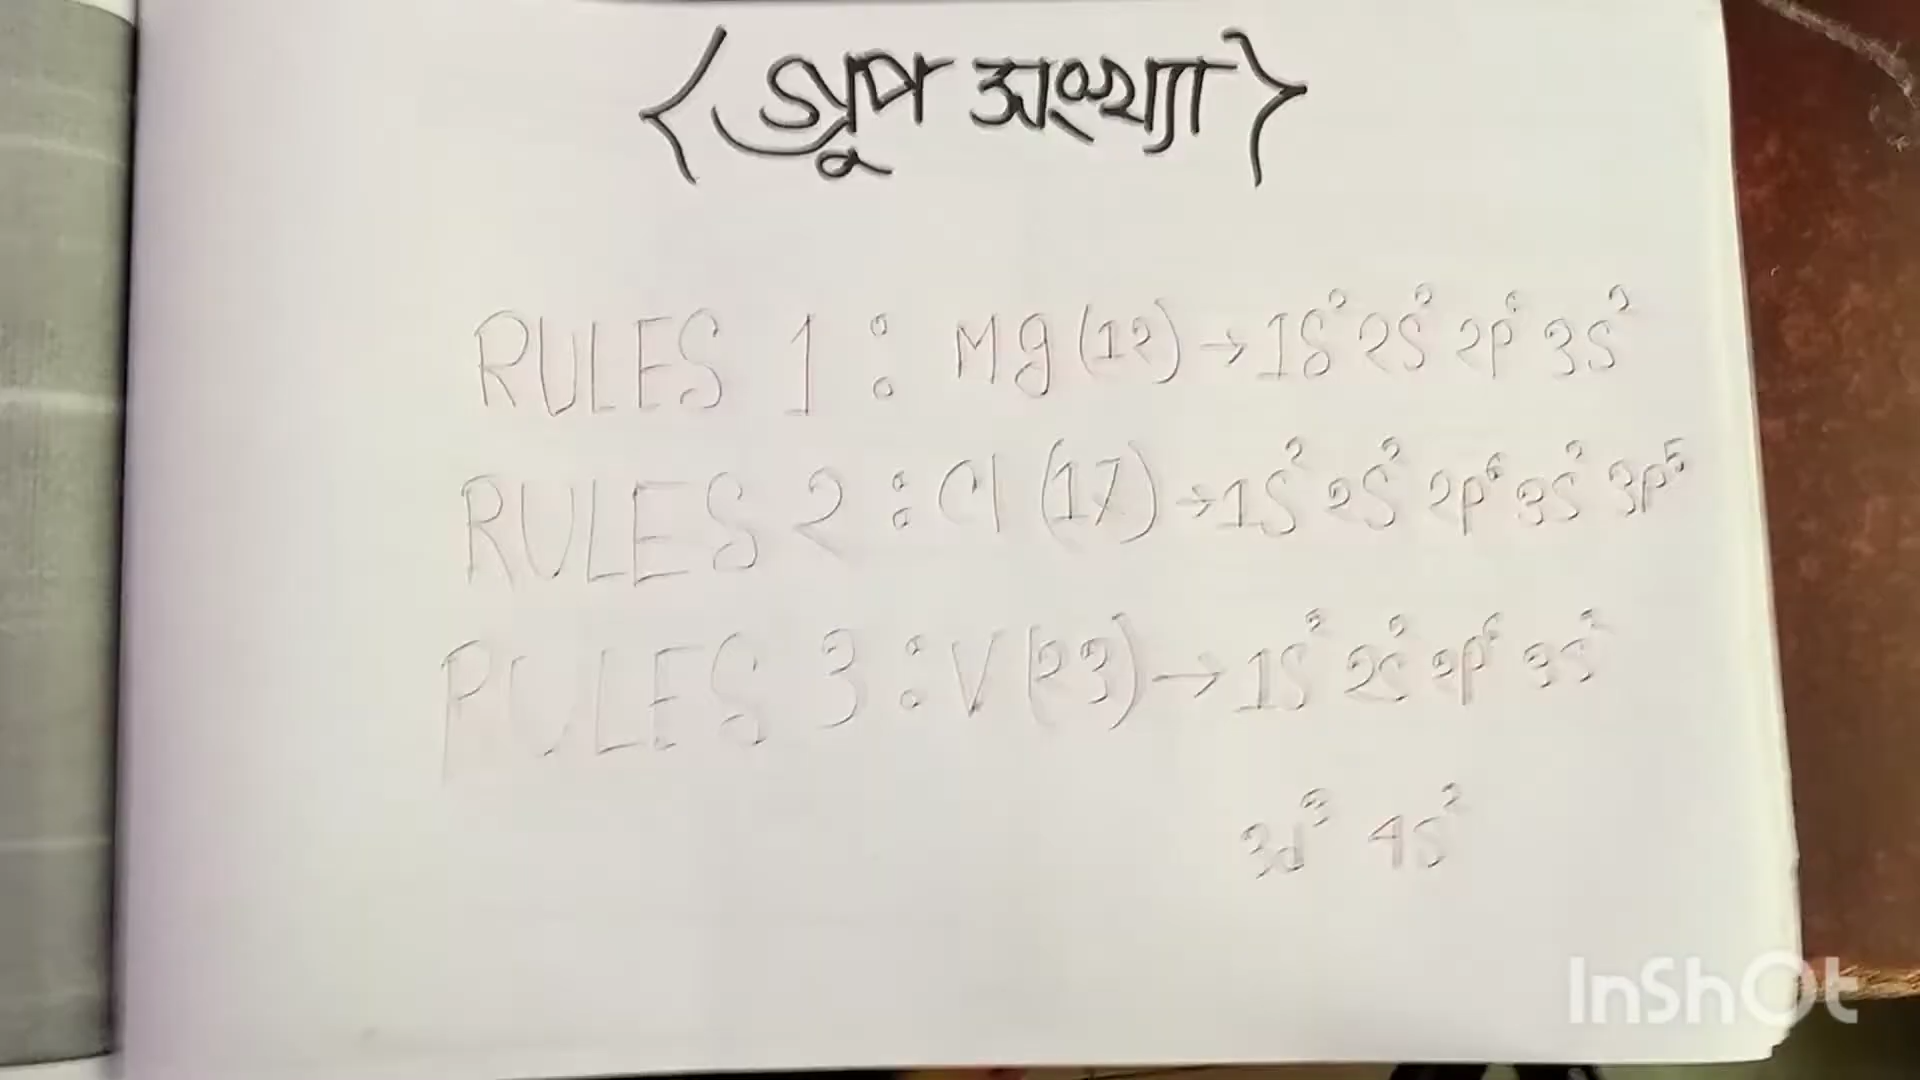 গ্রুপ সংখ্যা
RULES 1 : Mg (12) → 1S² 2S² 2p⁶ 3S²
RULES 2 : Cl (17) → 1S² 2S² 2p⁶ 3S² 3p⁵
RULES 3 : V (23) → 1S² 2S² 2p⁶ 3S²
3d³ 4S²
InShOt